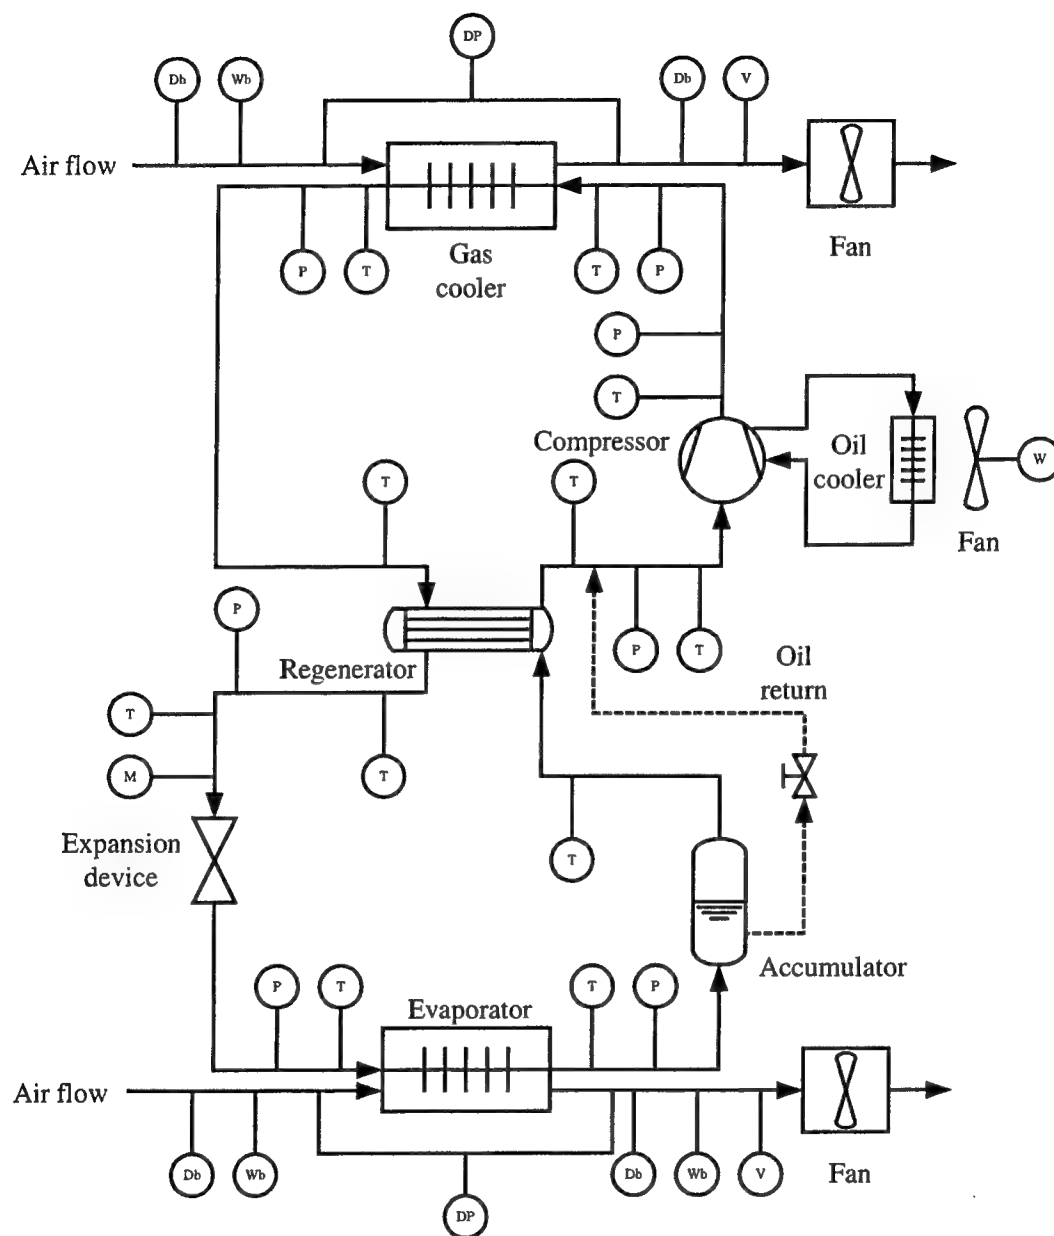 DP
Db
Wb
Db
V
Air flow
Fan
P
T
Gas
cooler
T
P
P
T
Compressor
Oil
cooler
W
Fan
T
T
P
Regenerator
P
T
Oil
return
T
M
T
Expansion
device
T
Accumulator
P
T
Evaporator
T
P
Air flow
Fan
Db
Wb
DP
Db
Wb
V